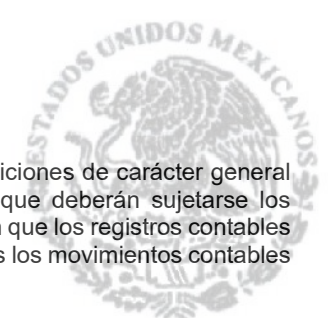 ESTADOS UNIDOS MEXICANOS
iciones de carácter general
que deberán sujetarse los
que los registros contables
s los movimientos contables